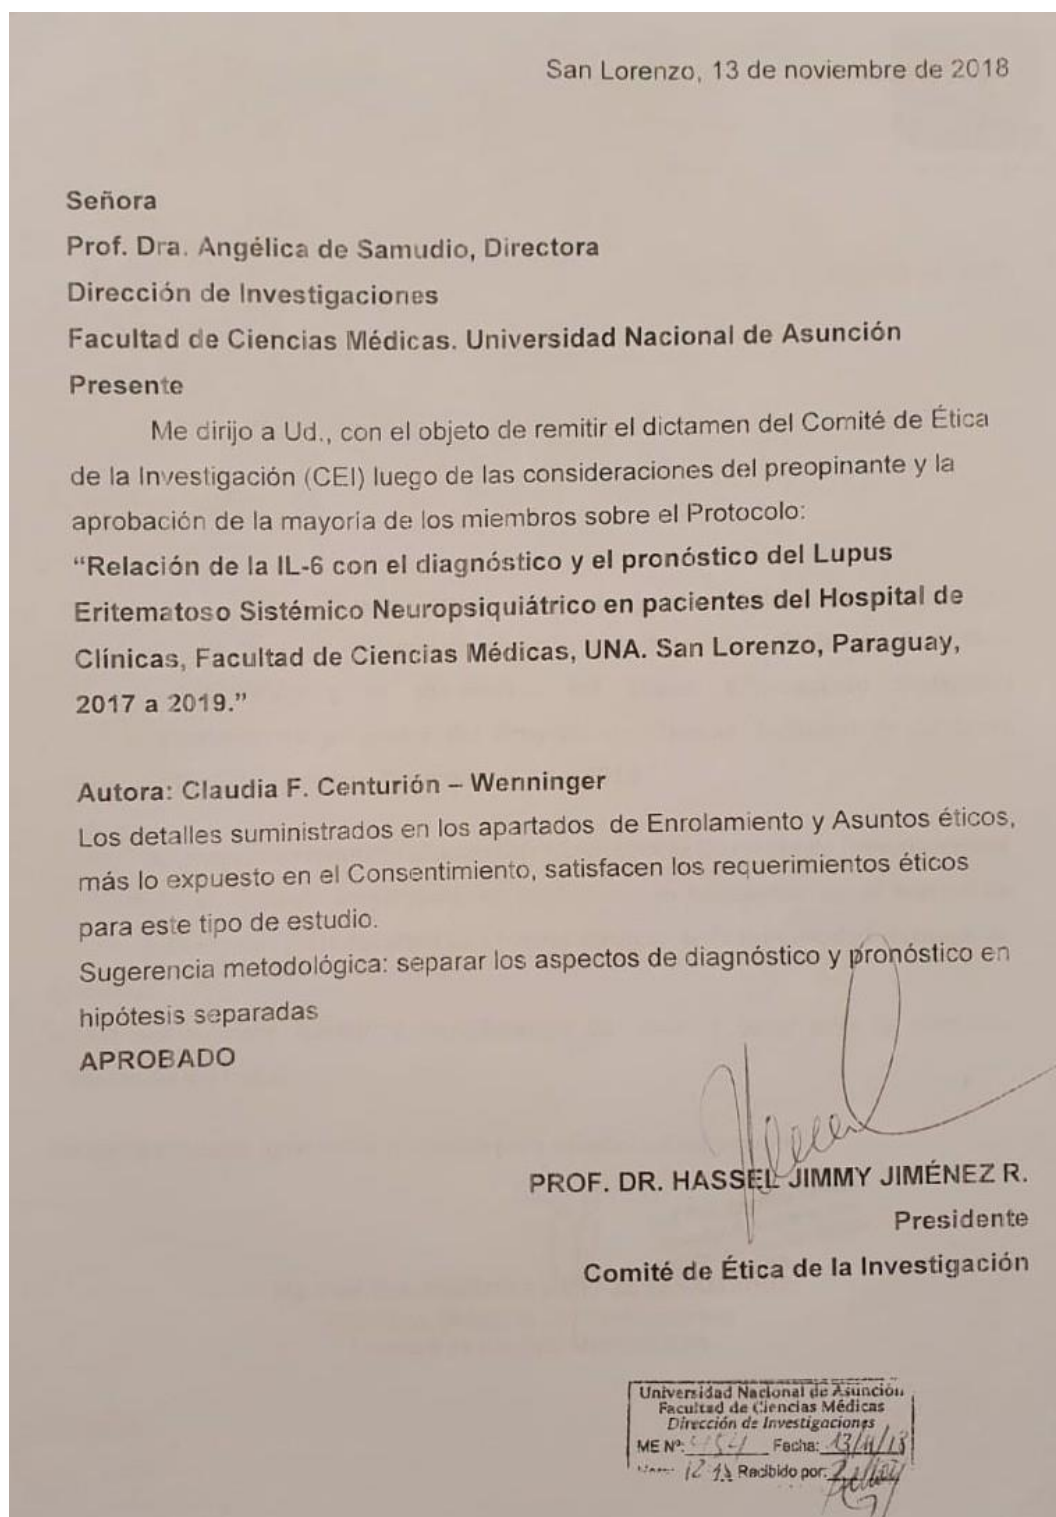 San Lorenzo, 13 de noviembre de 2018
Señora
Prof. Dra. Angélica de Samudio, Directora
Dirección de Investigaciones
Facultad de Ciencias Médicas. Universidad Nacional de Asunción
Presente
Me dirijo a Ud., con el objeto de remitir el dictamen del Comité de Ética
de la Investigación (CEI) luego de las consideraciones del preopinante y la
aprobación de la mayoría de los miembros sobre el Protocolo:
“Relación de la IL-6 con el diagnóstico y el pronóstico del Lupus
Eritematoso Sistémico Neuropsiquiátrico en pacientes del Hospital de
Clínicas, Facultad de Ciencias Médicas, UNA. San Lorenzo, Paraguay,
2017 a 2019.”
Autora: Claudia F. Centurión – Wenninger
Los detalles suministrados en los apartados de Enrolamiento y Asuntos éticos,
más lo expuesto en el Consentimiento, satisfacen los requerimientos éticos
para este tipo de estudio.
Sugerencia metodológica: separar los aspectos de diagnóstico y pronóstico en
hipótesis separadas
APROBADO
PROF. DR. HASSEL JIMMY JIMÉNEZ R.
Presidente
Comité de Ética de la Investigación
Universidad Nacional de Asunción
Facultad de Ciencias Médicas
Dirección de Investigaciones
ME Nº: Fecha: 13/11/18
Recibido por: